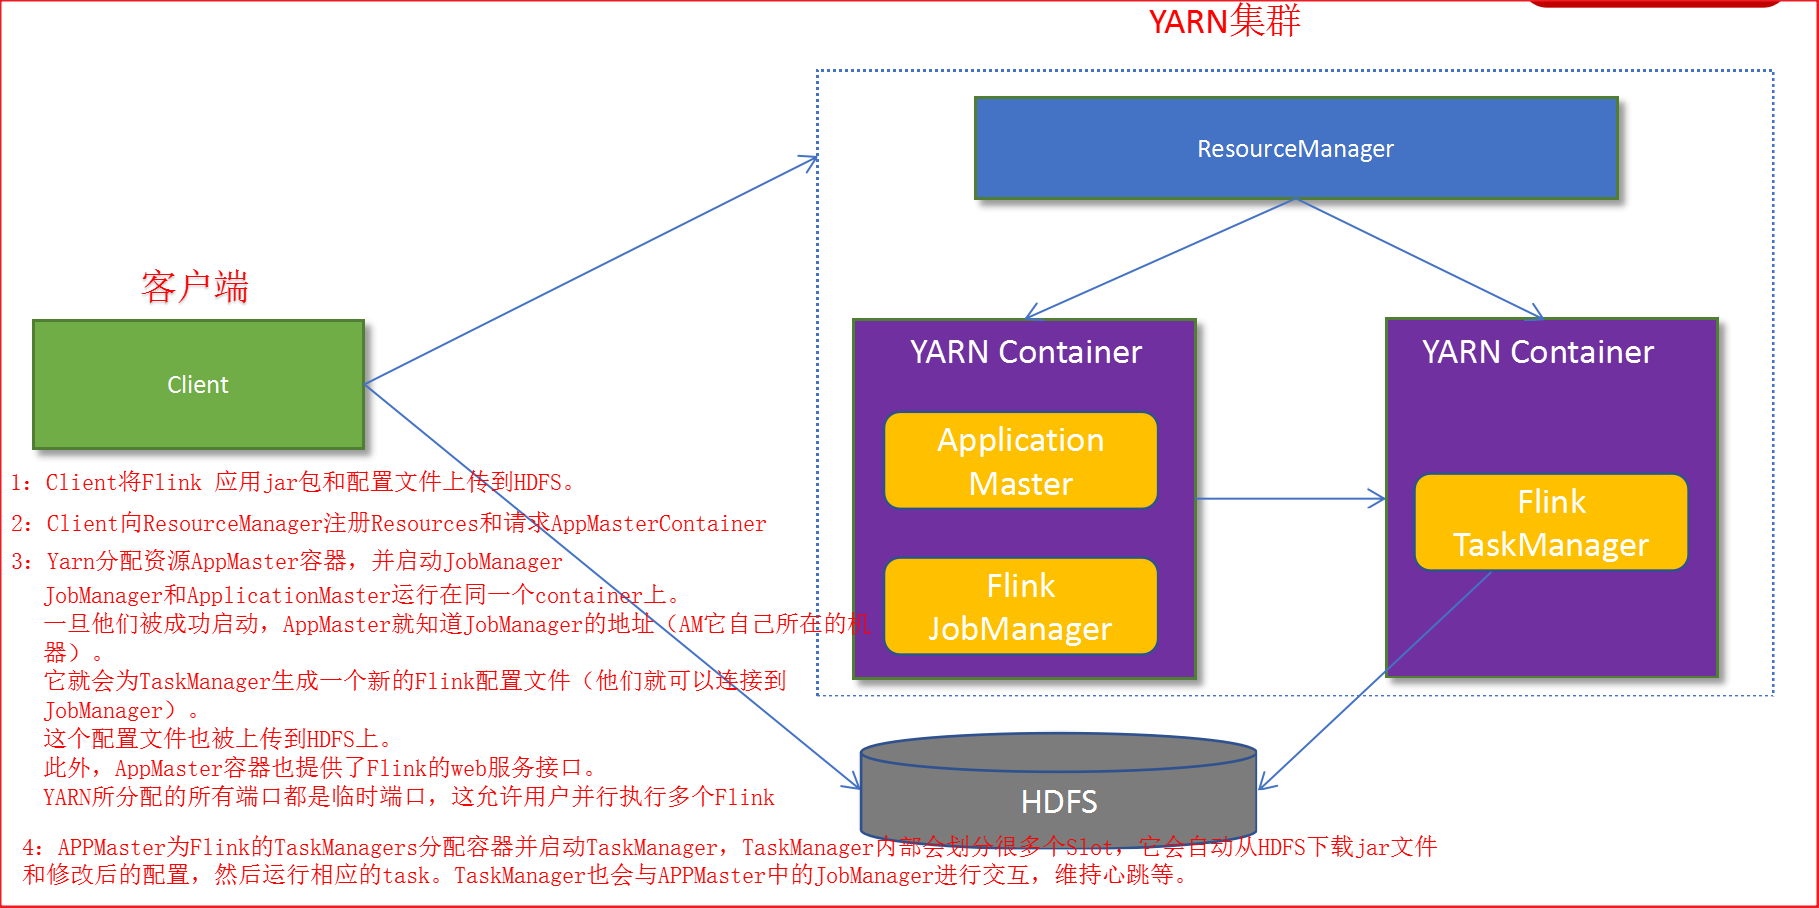 YARN集群
ResourceManager
客户端
Client
YARN Container
Application
Master
Flink
JobManager
YARN Container
Flink
TaskManager
HDFS
1：Client将Flink 应用jar包和配置文件上传到HDFS。
2：Client向ResourceManager注册Resources和请求AppMasterContainer
3：Yarn分配资源AppMaster容器，并启动JobManager
JobManager和ApplicationMaster运行在同一个container上。
一旦他们被成功启动，AppMaster就知道JobManager的地址（AM它自己所在的机
器）。
它就会为TaskManager生成一个新的Flink配置文件（他们就可以连接到
JobManager）。
这个配置文件也被上传到HDFS上。
此外，AppMaster容器也提供了Flink的web服务接口。
YARN所分配的所有端口都是临时端口，这允许用户并行执行多个Flink
4：APPMaster为Flink的TaskManagers分配容器并启动TaskManager，TaskManager内部会划分很多个Slot，它会自动从HDFS下载jar文件
和修改后的配置，然后运行相应的task。TaskManager也会与APPMaster中的JobManager进行交互，维持心跳等。